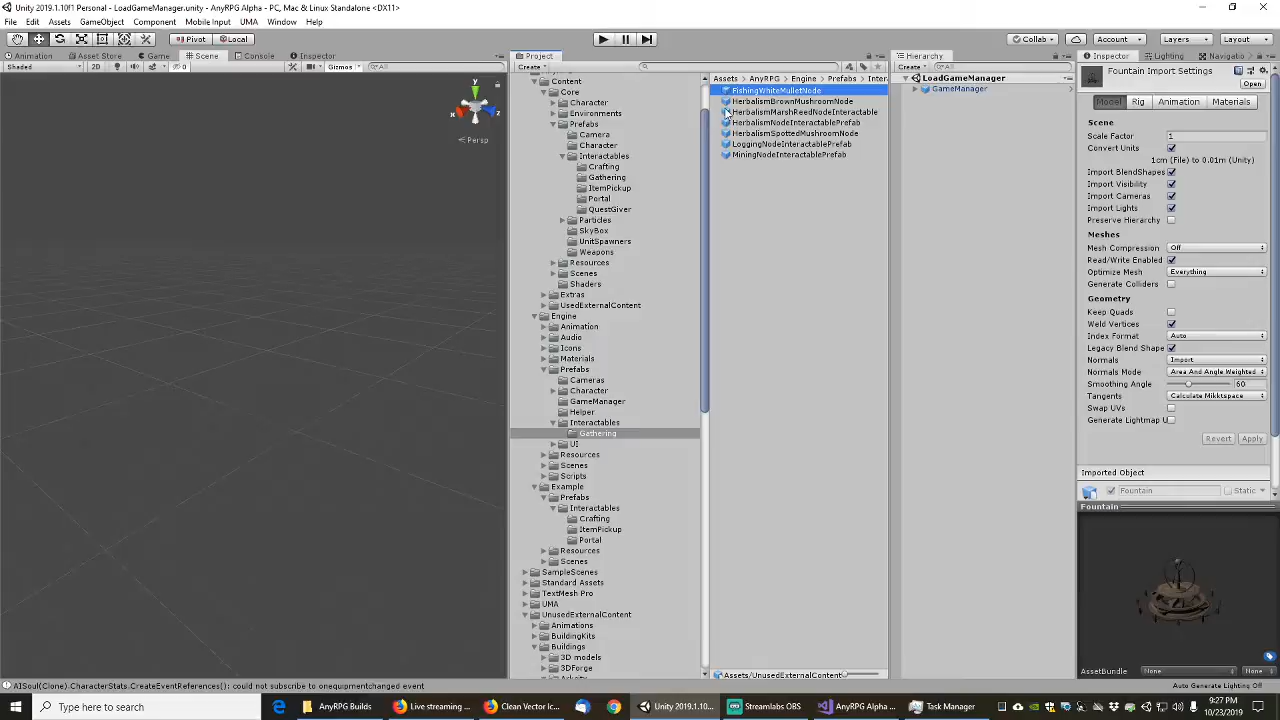 Unity 2019.1.10f1 Personal - LoadGameManager.unity - AnyRPG Alpha - PC, Mac & Linux Standalone <DX11>
File Edit Assets GameObject Component Mobile Input UMA Window Help
Pivot Local Collab Account Layers Layout
Animation Asset Store Game Scene Console Inspector Project Hierarchy Inspector Lighting Navigatio
Shaded 2D 0 Gizmos All Create Create All Fountain Import Settings
Open
Assets AnyRPG Engine Prefabs Inter
y
x
z
Persp
Content
Core
Character
Environments
Prefabs
Camera
Character
Interactables
Crafting
Gathering
ItemPickup
Portal
QuestGiver
Particles
SkyBox
UnitSpawners
Weapons
Resources
Scenes
Shaders
Extras
UsedExternalContent
Engine
Animation
Audio
Icons
Materials
Prefabs
Cameras
Character
GameManager
Helper
Interactables
Gathering
UI
Resources
Scenes
Scripts
Example
Prefabs
Interactables
Crafting
ItemPickup
Portal
Resources
Scenes
SampleScenes
Standard Assets
TextMesh Pro
UMA
UnusedExternalContent
Animations
BuildingKits
Buildings
3D models
3DForge
FishingWhiteMulletNode
HerbalismBrownMushroomNode
HerbalismMarshReedNodeInteractable
HerbalismNodeInteractablePrefab
HerbalismSpottedMushroomNode
LoggingNodeInteractablePrefab
MiningNodeInteractablePrefab
Assets/UnusedExternalContent
LoadGameManager
GameManager
Model Rig Animation Materials
Scene
Scale Factor 1
Convert Units
1cm (File) to 0.01m (Unity)
Import BlendShapes
Import Visibility
Import Cameras
Import Lights
Preserve Hierarchy
Meshes
Mesh Compression Off
Read/Write Enabled
Optimize Mesh Everything
Generate Colliders
Geometry
Keep Quads
Weld Vertices
Index Format Auto
Legacy Blend Shape
Normals Import
Normals Mode Area And Angle Weighted
Smoothing Angle 60
Tangents Calculate Mikktspace
Swap UVs
Generate Lightmap U
Revert Apply
Imported Object
Fountain Static
Fountain
AssetBundle None None
A1Soul(Clone).CharacterStats.CreateEventReferences(): could not subscribe to onequipmentchanged event
Auto Generate Lighting Off
Type here to search AnyRPG Builds Live streaming ... Clean Vector Ic... Unity 2019.1.10... Streamlabs OBS AnyRPG Alpha ... Task Manager
9:27 PM
10/23/2019